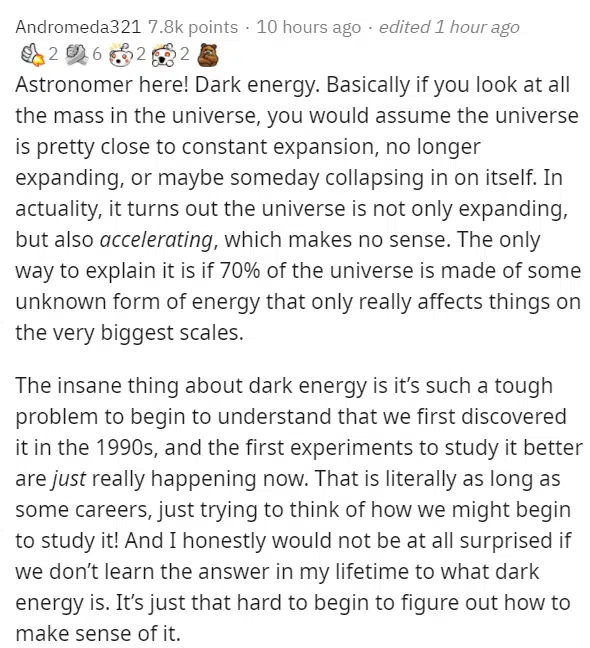 Andromeda321 7.8k points · 10 hours ago · edited 1 hour ago
2 6 2 2
Astronomer here! Dark energy. Basically if you look at all
the mass in the universe, you would assume the universe
is pretty close to constant expansion, no longer
expanding, or maybe someday collapsing in on itself. In
actuality, it turns out the universe is not only expanding,
but also accelerating, which makes no sense. The only
way to explain it is if 70% of the universe is made of some
unknown form of energy that only really affects things on
the very biggest scales.
The insane thing about dark energy is it’s such a tough
problem to begin to understand that we first discovered
it in the 1990s, and the first experiments to study it better
are just really happening now. That is literally as long as
some careers, just trying to think of how we might begin
to study it! And I honestly would not be at all surprised if
we don’t learn the answer in my lifetime to what dark
energy is. It’s just that hard to begin to figure out how to
make sense of it.